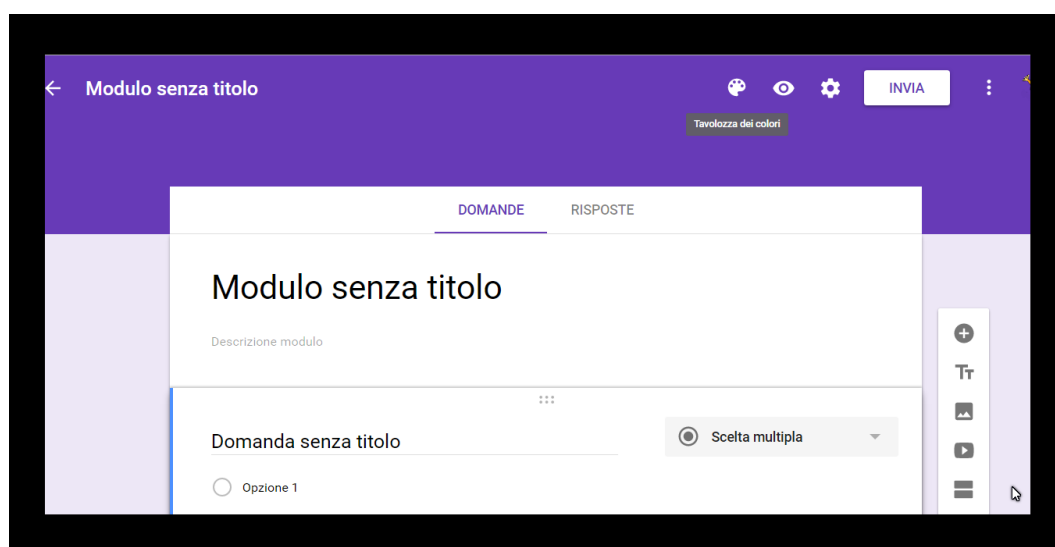 Modulo senza titolo
INVIA
Tavolozza dei colori
DOMANDE
RISPOSTE
Modulo senza titolo
Descrizione modulo
Domanda senza titolo
Scelta multipla
Opzione 1
Tт